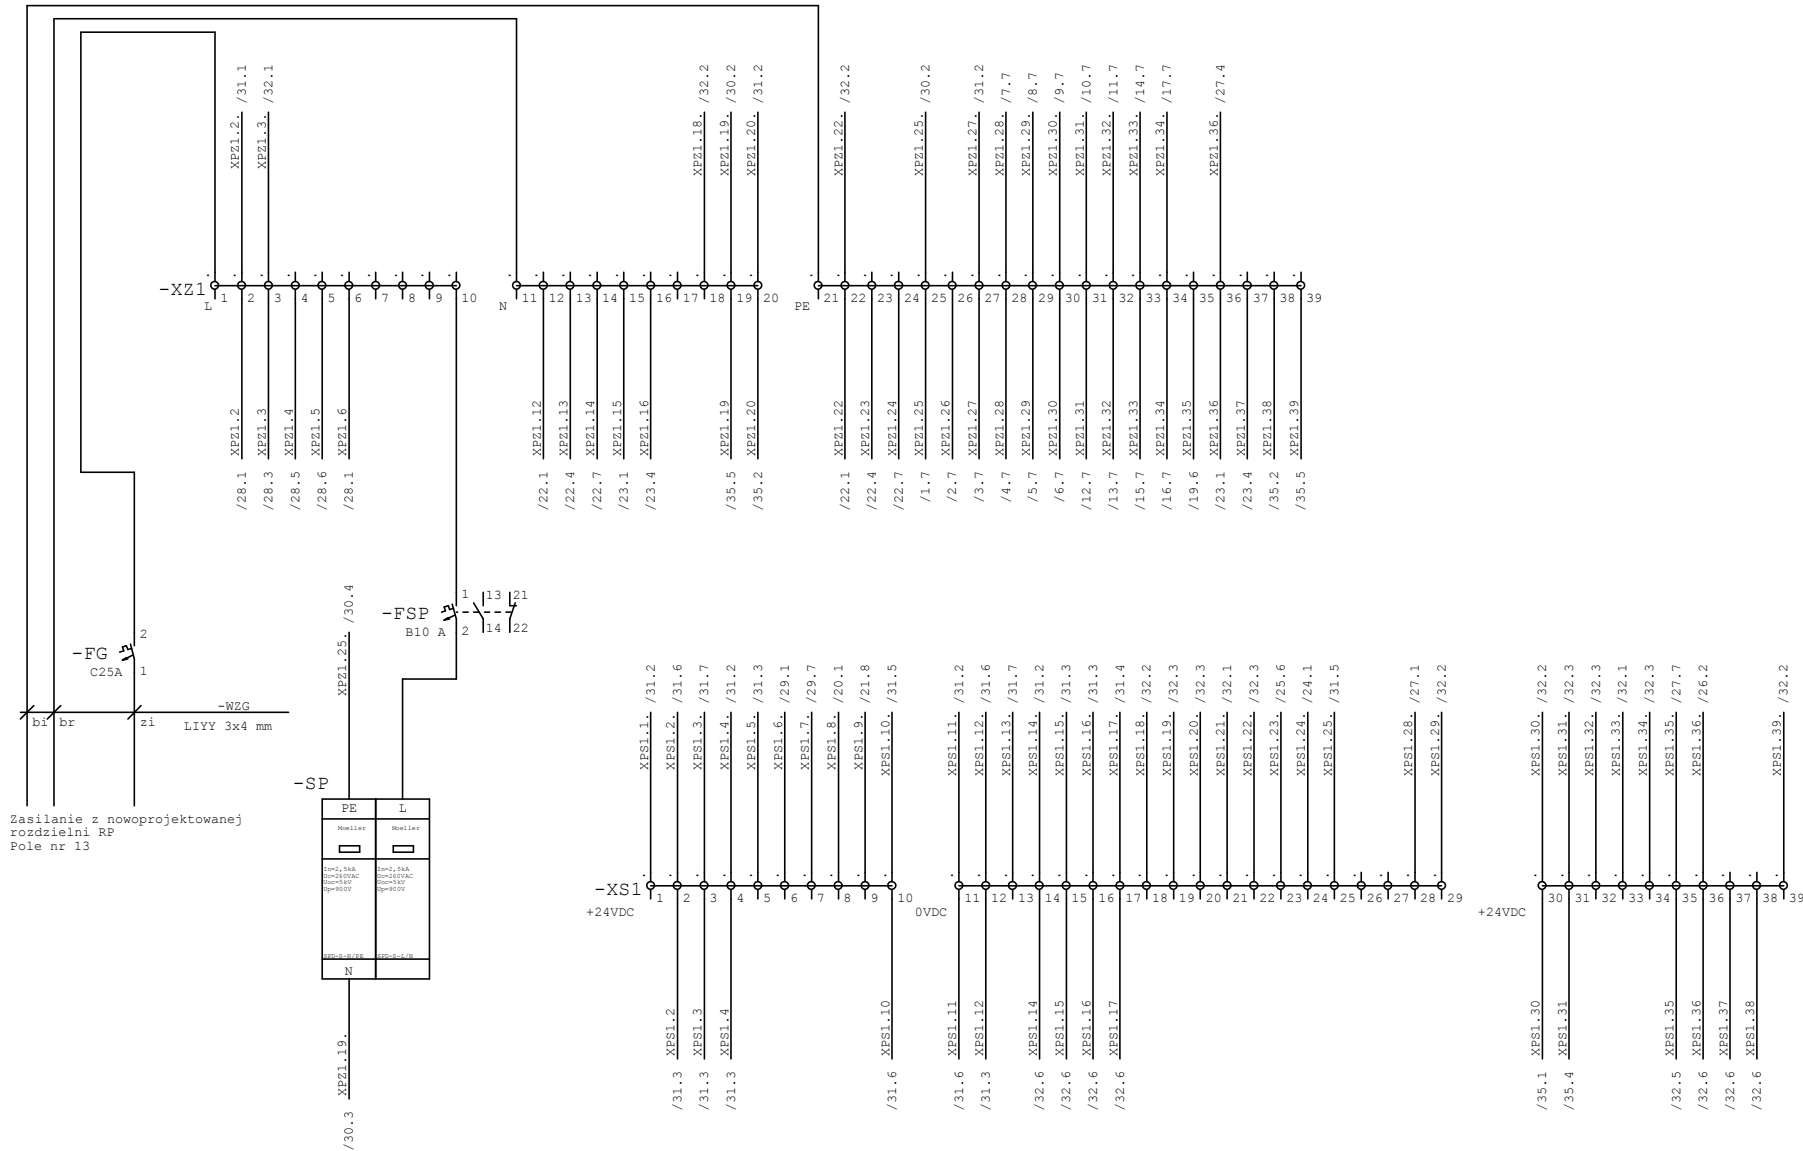 /31.1
/32.1
/32.2
/30.2
/31.2
/32.2
/30.2
/31.2
/7.7
/8.7
/9.7
/10.7
/11.7
/14.7
/17.7
/27.4
XPZ1.2.
XPZ1.3.
XPZ1.18.
XPZ1.19.
XPZ1.20.
XPZ1.22.
XPZ1.25.
XPZ1.27.
XPZ1.28.
XPZ1.29.
XPZ1.30.
XPZ1.31.
XPZ1.32.
XPZ1.33.
XPZ1.34.
XPZ1.36.
-XZ1
L 1 2 3 4 5 6 7 8 9 10
N 11 12 13 14 15 16 17 18 19 20
PE 21 22 23 24 25 26 27 28 29 30 31 32 33 34 35 36 37 38 39
XPZ1.2
XPZ1.3
XPZ1.4
XPZ1.5
XPZ1.6
XPZ1.12
XPZ1.13
XPZ1.14
XPZ1.15
XPZ1.16
XPZ1.19
XPZ1.20
XPZ1.22
XPZ1.23
XPZ1.24
XPZ1.25
XPZ1.26
XPZ1.27
XPZ1.28
XPZ1.29
XPZ1.30
XPZ1.31
XPZ1.32
XPZ1.33
XPZ1.34
XPZ1.35
XPZ1.36
XPZ1.37
XPZ1.38
XPZ1.39
/28.1
/28.3
/28.5
/28.6
/28.1
/22.1
/22.4
/22.7
/23.1
/23.4
/35.5
/35.2
/22.1
/22.4
/22.7
/1.7
/2.7
/3.7
/4.7
/5.7
/6.7
/12.7
/13.7
/15.7
/16.7
/19.6
/23.1
/23.4
/35.2
/35.5
/30.4
XPZ1.25.
-FSP
B10 A
1 13 21
2 14 22
2
-FG
C25A 1
-WZG
bi br zi LIYY 3x4 mm
-SP
PE L
Moeller Moeller
In=2,5kA In=2,5kA
Uc=260VAC Uc=260VAC
Uoc=5kV Uoc=5kV
Up=900V Up=900V
SPD-S-N/PE SPD-S-L/N
N
XPZ1.19.
/30.3
Zasilanie z nowoprojektowanej
rozdzielni RP
Pole nr 13
/31.2
/31.6
/31.7
/31.2
/31.3
/29.1
/29.7
/20.1
/21.8
/31.5
/31.2
/31.6
/31.7
/31.2
/31.3
/31.3
/31.4
/32.2
/32.3
/32.3
/32.1
/32.3
/25.6
/24.1
/31.5
/27.1
/32.2
/32.2
/32.3
/32.3
/32.1
/32.3
/27.7
/26.2
/32.2
XPS1.1.
XPS1.2.
XPS1.3.
XPS1.4.
XPS1.5.
XPS1.6.
XPS1.7.
XPS1.8.
XPS1.9.
XPS1.10.
XPS1.11.
XPS1.12.
XPS1.13.
XPS1.14.
XPS1.15.
XPS1.16.
XPS1.17.
XPS1.18.
XPS1.19.
XPS1.20.
XPS1.21.
XPS1.22.
XPS1.23.
XPS1.24.
XPS1.25.
XPS1.28.
XPS1.29.
XPS1.30.
XPS1.31.
XPS1.32.
XPS1.33.
XPS1.34.
XPS1.35.
XPS1.36.
XPS1.39.
-XS1
1 2 3 4 5 6 7 8 9 10
+24VDC
11 12 13 14 15 16 17 18 19 20 21 22 23 24 25 26 27 28 29
0VDC
30 31 32 33 34 35 36 37 38 39
+24VDC
XPS1.2
XPS1.3
XPS1.4
XPS1.10
XPS1.11
XPS1.12
XPS1.14
XPS1.15
XPS1.16
XPS1.17
XPS1.30
XPS1.31
XPS1.35
XPS1.36
XPS1.37
XPS1.38
/31.3
/31.3
/31.3
/31.6
/31.6
/31.3
/32.6
/32.6
/32.6
/32.6
/35.1
/35.4
/32.5
/32.6
/32.6
/32.6